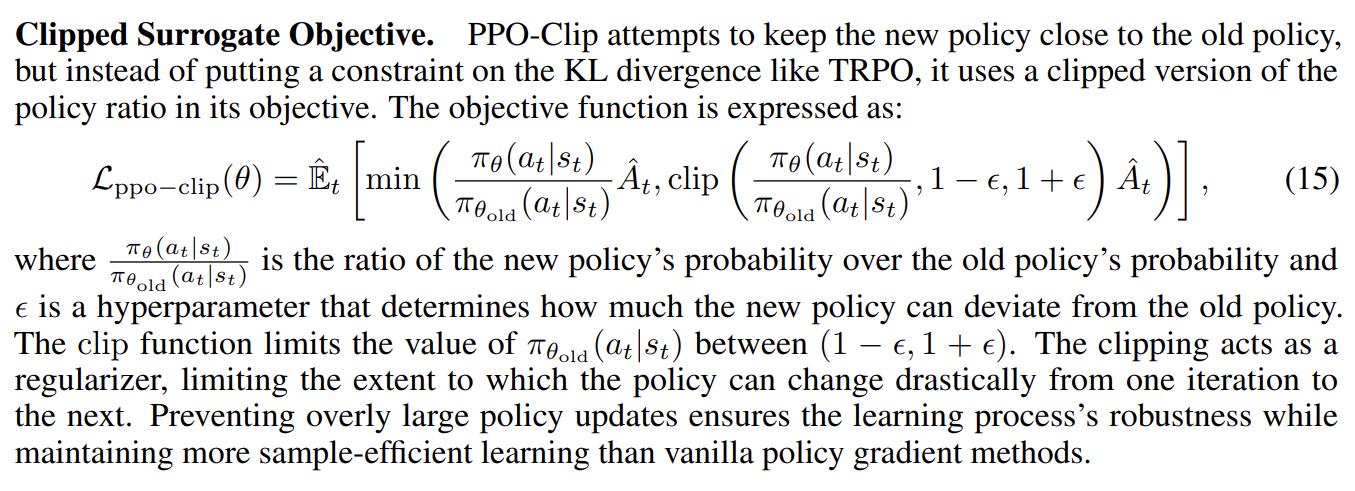 Clipped Surrogate Objective. PPO-Clip attempts to keep the new policy close to the old policy,
but instead of putting a constraint on the KL divergence like TRPO, it uses a clipped version of the
policy ratio in its objective. The objective function is expressed as:
$\mathcal{L}_{\mathrm{ppo-clip}}(\theta) = \hat{\mathbb{E}}_t \left[ \min \left( \frac{\pi_\theta(a_t|s_t)}{\pi_{\theta_{\mathrm{old}}}(a_t|s_t)} \hat{A}_t, \mathrm{clip} \left( \frac{\pi_\theta(a_t|s_t)}{\pi_{\theta_{\mathrm{old}}}(a_t|s_t)}, 1-\epsilon, 1+\epsilon \right) \hat{A}_t \right) \right],$ (15)
where $\frac{\pi_\theta(a_t|s_t)}{\pi_{\theta_{\mathrm{old}}}(a_t|s_t)}$ is the ratio of the new policy's probability over the old policy's probability and
$\epsilon$ is a hyperparameter that determines how much the new policy can deviate from the old policy.
The clip function limits the value of $\pi_{\theta_{\mathrm{old}}}(a_t|s_t)$ between $(1-\epsilon, 1+\epsilon)$. The clipping acts as a
regularizer, limiting the extent to which the policy can change drastically from one iteration to
the next. Preventing overly large policy updates ensures the learning process's robustness while
maintaining more sample-efficient learning than vanilla policy gradient methods.